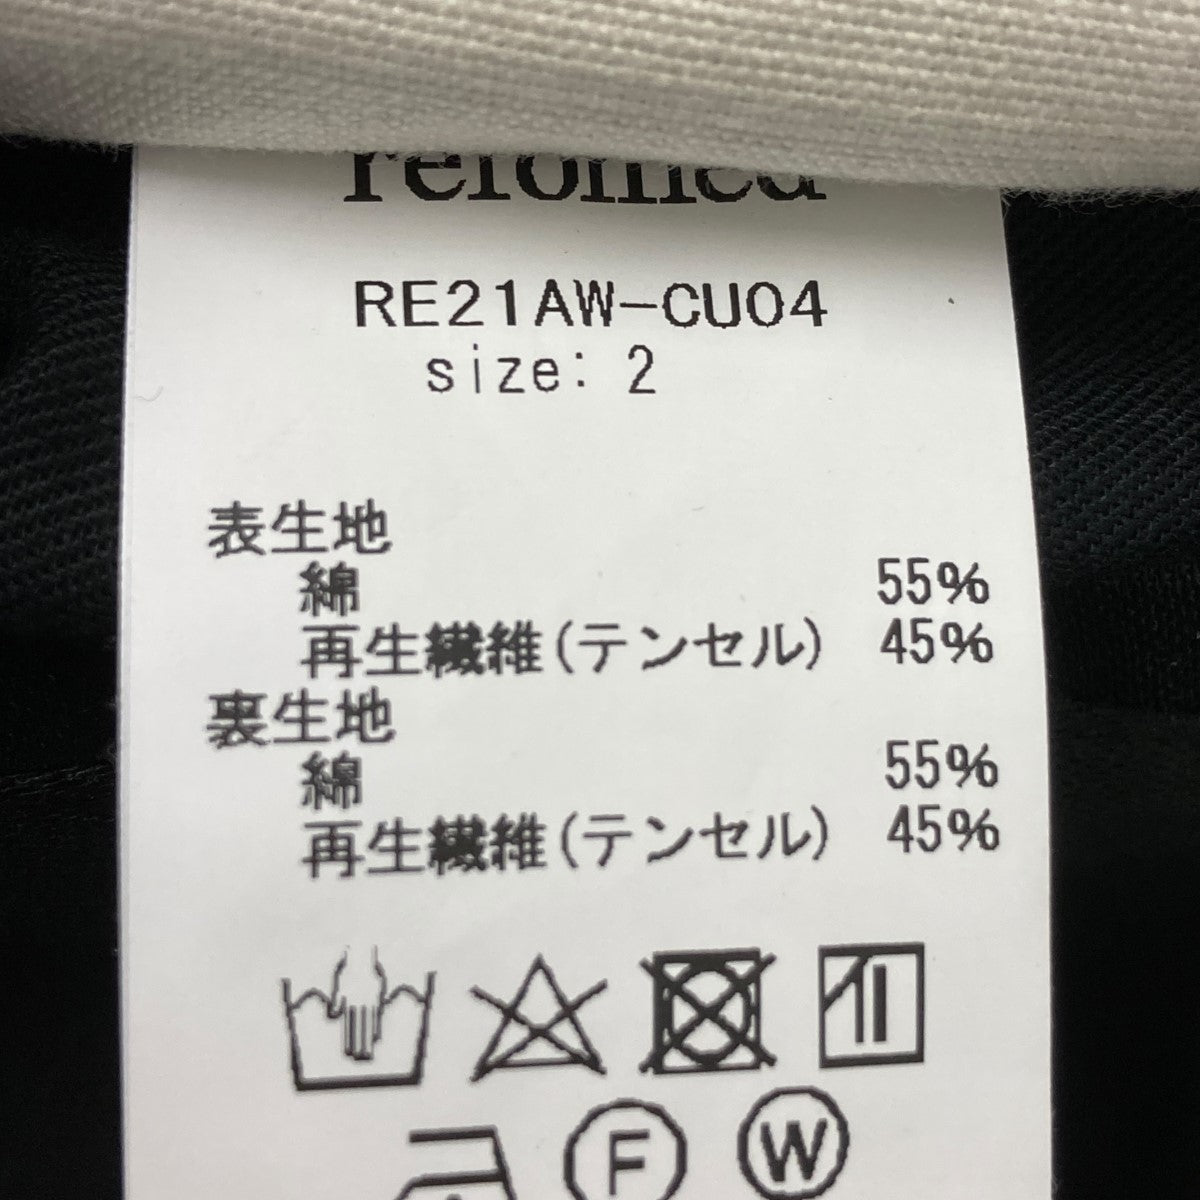 refomed
RE21AW-CU04
size: 2
表生地
綿 55%
再生繊維(テンセル) 45%
裏生地
綿 55%
再生繊維(テンセル) 45%
F W